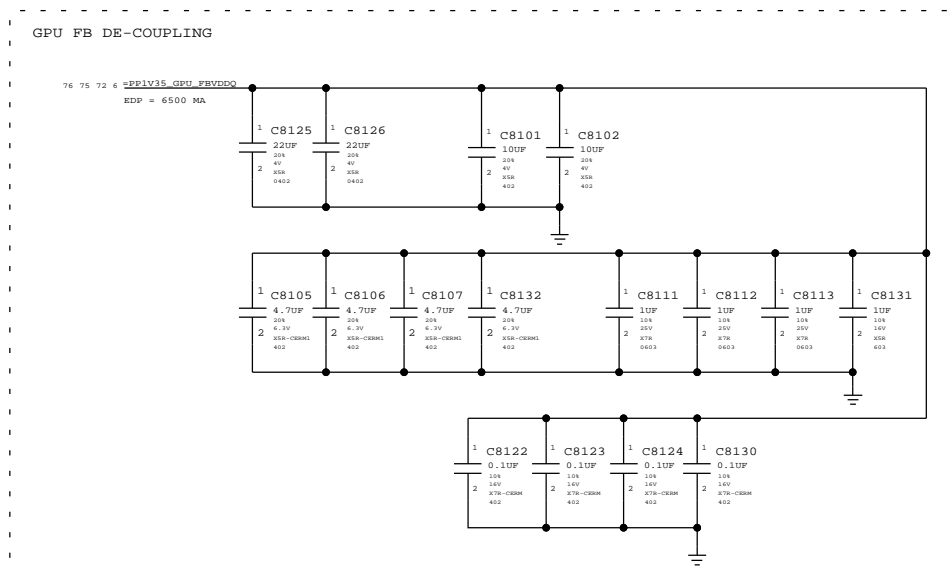 GPU FB DE-COUPLING
76 75 72 6 =PP1V35_GPU_FBVDDQ
EDP = 6500 MA
1 C8125 1 C8126 1 C8101 1 C8102
22UF 22UF 10UF 10UF
20% 20% 20% 20%
2 4V 2 4V 2 4V 2 4V
X5R X5R X5R X5R
0402 0402 402 402
1 C8105 1 C8106 1 C8107 1 C8132 1 C8111 1 C8112 1 C8113 1 C8131
4.7UF 4.7UF 4.7UF 4.7UF 1UF 1UF 1UF 1UF
20% 20% 20% 20% 10% 10% 10% 10%
2 6.3V 2 6.3V 2 6.3V 2 6.3V 2 25V 2 25V 2 25V 2 16V
X5R-CERM1 X5R-CERM1 X5R-CERM1 X5R-CERM1 X7R X7R X7R X5R
402 402 402 402 0603 0603 0603 603
1 C8122 1 C8123 1 C8124 1 C8130
0.1UF 0.1UF 0.1UF 0.1UF
10% 10% 10% 10%
2 16V 2 16V 2 16V 2 16V
X7R-CERM X7R-CERM X7R-CERM X7R-CERM
402 402 402 402